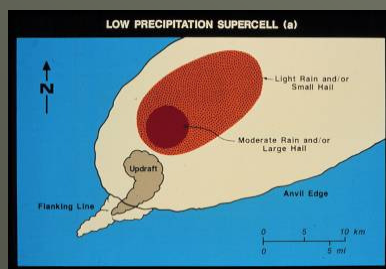 LOW PRECIPITATION SUPERCELL (a)
N
Light Rain and/or
Small Hail
Moderate Rain and/or
Large Hail
Updraft
Anvil Edge
Flanking Line
0 5 10 km
0 5 mi